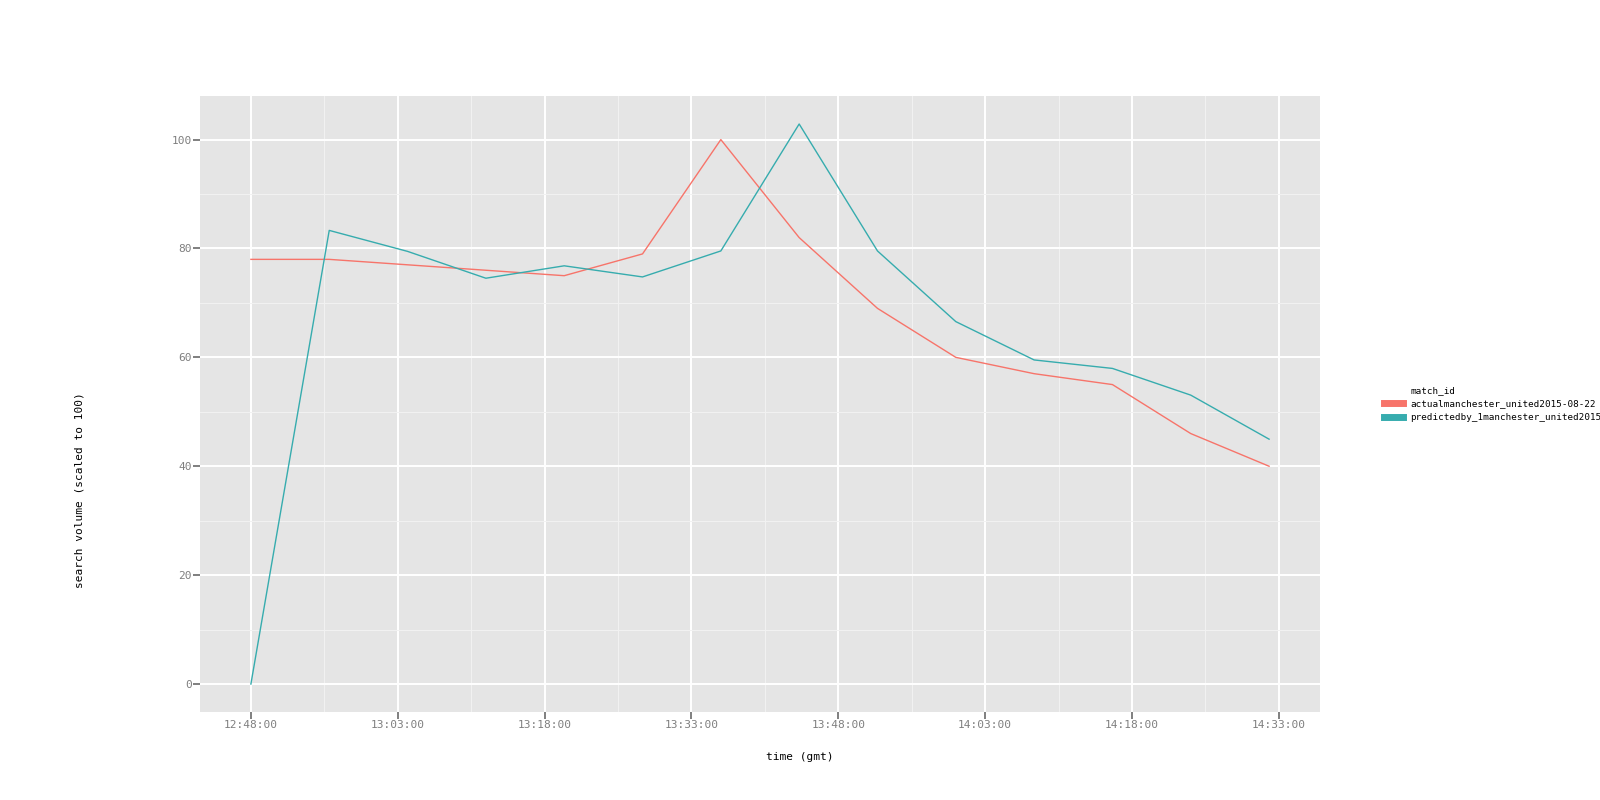 100
80
60
40
20
0
search volume (scaled to 100)
12:48:00 13:03:00 13:18:00 13:33:00 13:48:00 14:03:00 14:18:00 14:33:00
time (gmt)
match_id
actualmanchester_united2015-08-22
predictedby_1manchester_united2015